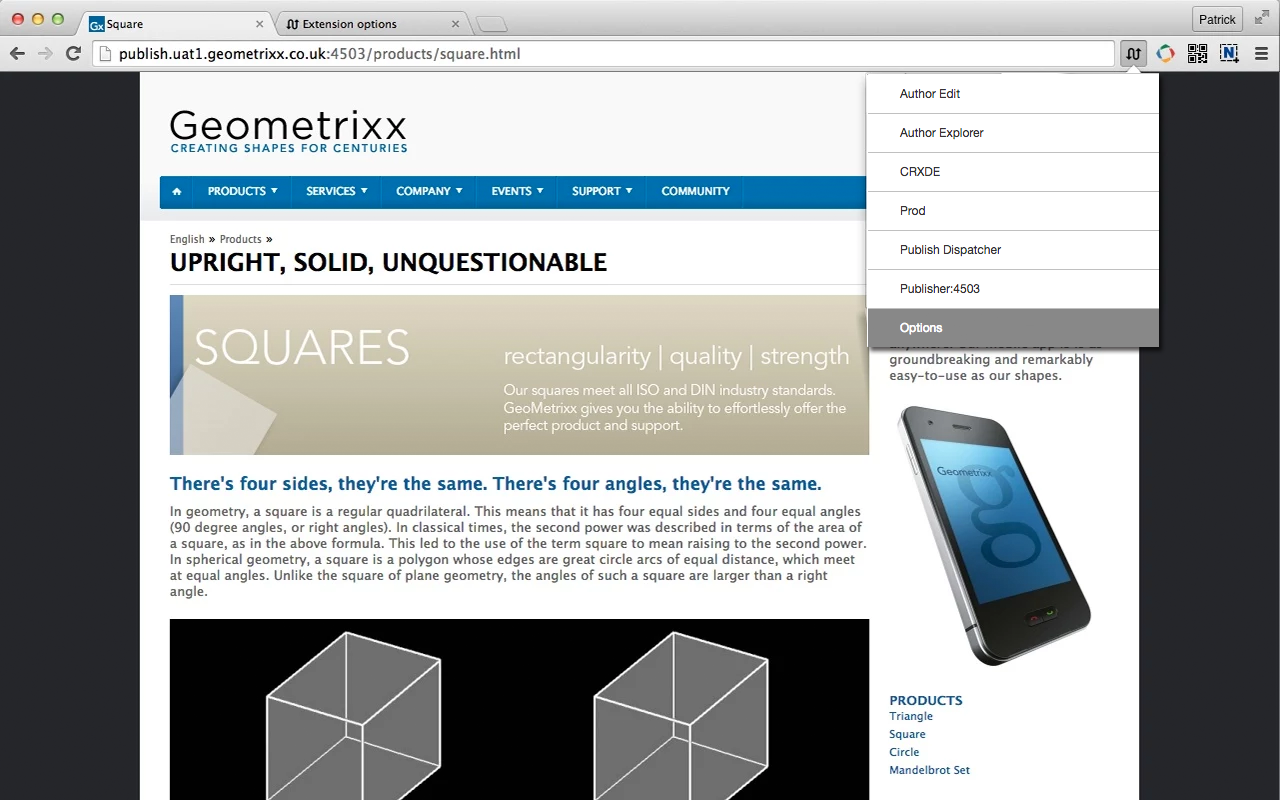 Square
Extension options
Patrick
publish.uat1.geometrixx.co.uk:4503/products/square.html
Author Edit
Author Explorer
CRXDE
Prod
Publish Dispatcher
Publisher:4503
Options
Geometrixx
CREATING SHAPES FOR CENTURIES
PRODUCTS
SERVICES
COMPANY
EVENTS
SUPPORT
COMMUNITY
English » Products »
UPRIGHT, SOLID, UNQUESTIONABLE
SQUARES
rectangularity | quality | strength
Our squares meet all ISO and DIN industry standards.
GeoMetrixx gives you the ability to effortlessly offer the
perfect product and support.
There's four sides, they're the same. There's four angles, they're the same.
In geometry, a square is a regular quadrilateral. This means that it has four equal sides and four equal angles
(90 degree angles, or right angles). In classical times, the second power was described in terms of the area of
a square, as in the above formula. This led to the use of the term square to mean raising to the second power.
In spherical geometry, a square is a polygon whose edges are great circle arcs of equal distance, which meet
at equal angles. Unlike the square of plane geometry, the angles of such a square are larger than a right
angle.
groundbreaking and remarkably
easy-to-use as our shapes.
Geometrixx
g
PRODUCTS
Triangle
Square
Circle
Mandelbrot Set